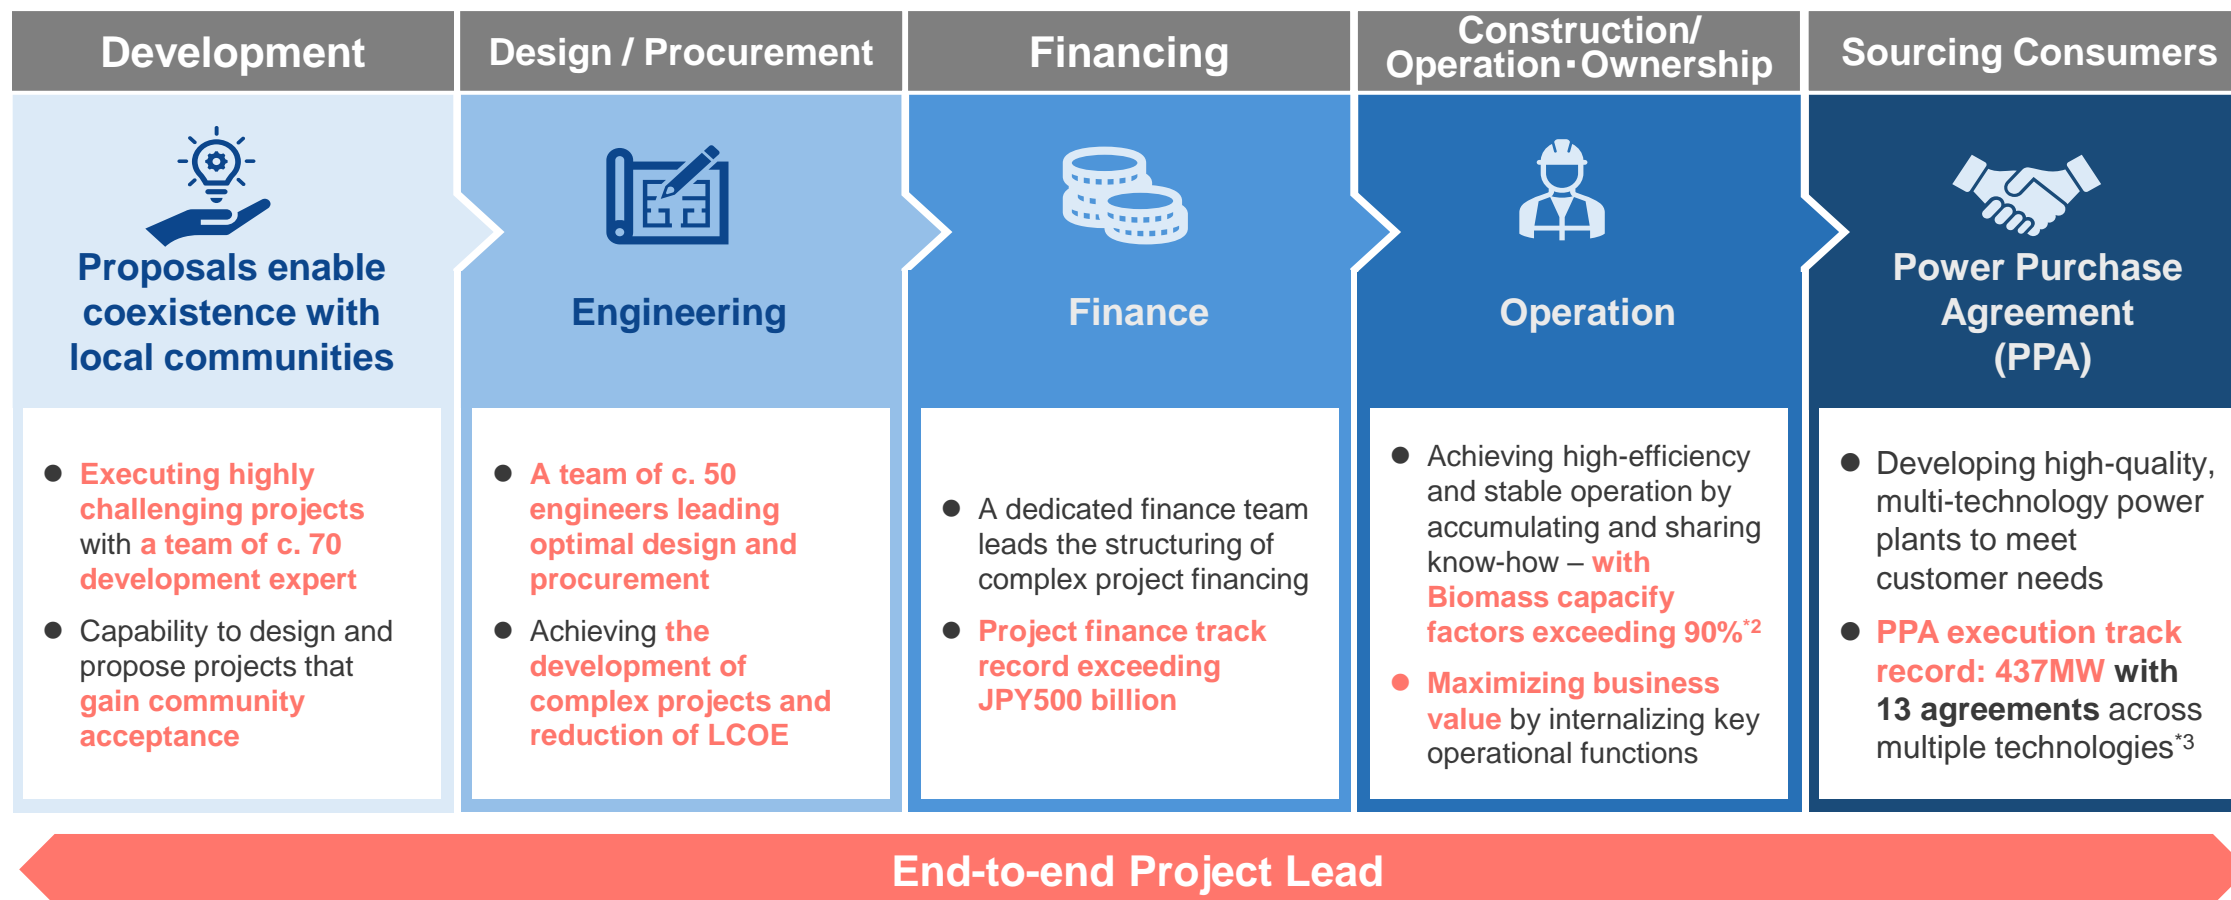 Development
Design / Procurement
Financing
Construction/
Operation・Ownership
Sourcing Consumers
Proposals enable
coexistence with
local communities
Engineering
Finance
Operation
Power Purchase
Agreement
(PPA)
● Executing highly
challenging projects
with a team of c. 70
development expert
● Capability to design and
propose projects that
gain community
acceptance
● A team of c. 50
engineers leading
optimal design and
procurement
● Achieving the
development of
complex projects and
reduction of LCOE
● A dedicated finance team
leads the structuring of
complex project financing
● Project finance track
record exceeding
JPY500 billion
● Achieving high-efficiency
and stable operation by
accumulating and sharing
know-how – with
Biomass capacify
factors exceeding 90%*2
● Maximizing business
value by internalizing key
operational functions
● Developing high-quality,
multi-technology power
plants to meet
customer needs
● PPA execution track
record: 437MW with
13 agreements across
multiple technologies*3
End-to-end Project Lead